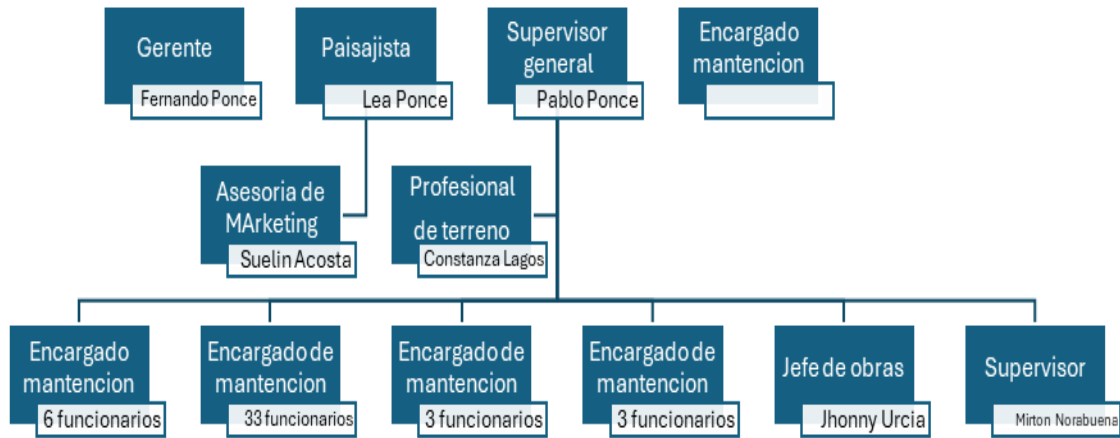 Gerente
Fernando Ponce
Paisajista
Lea Ponce
Supervisor
general
Pablo Ponce
Encargado
mantencion
Asesoria de
MArketing
Suelin Acosta
Profesional
de terreno
Constanza Lagos
Encargado
mantencion
6 funcionarios
Encargado de
mantencion
33 funcionarios
Encargado de
mantencion
3 funcionarios
Encargado de
mantencion
3 funcionarios
Jefe de obras
Jhonny Urcia
Supervisor
Mirton Norabuena